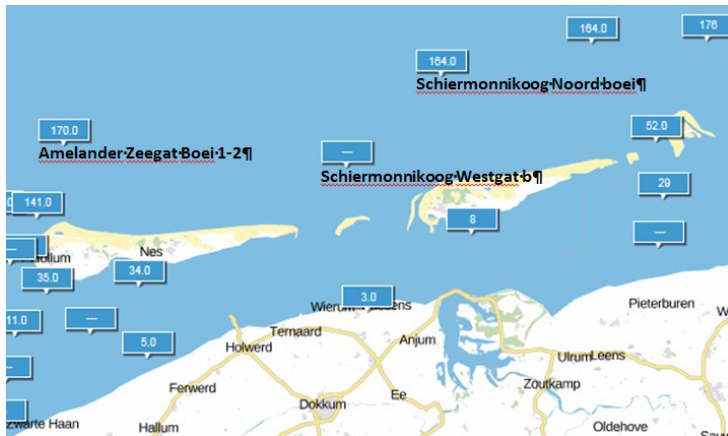 176
164.0
164.0
Schiermonnikoog·Noord·boei¶
170.0
52.0
Amelander·Zeegat·Boei·1-2¶
---
Schiermonnikoog·Westgat·b¶
29
141.0
8
---
Nes
35.0
34.0
3.0
Pieterburen
11.0
---
Ternaard
5.0
Holwerd
Anjum
Ulrum
Leens
Ferwerd
Ee
Zoutkamp
Dokkum
Hallum
Oldehove